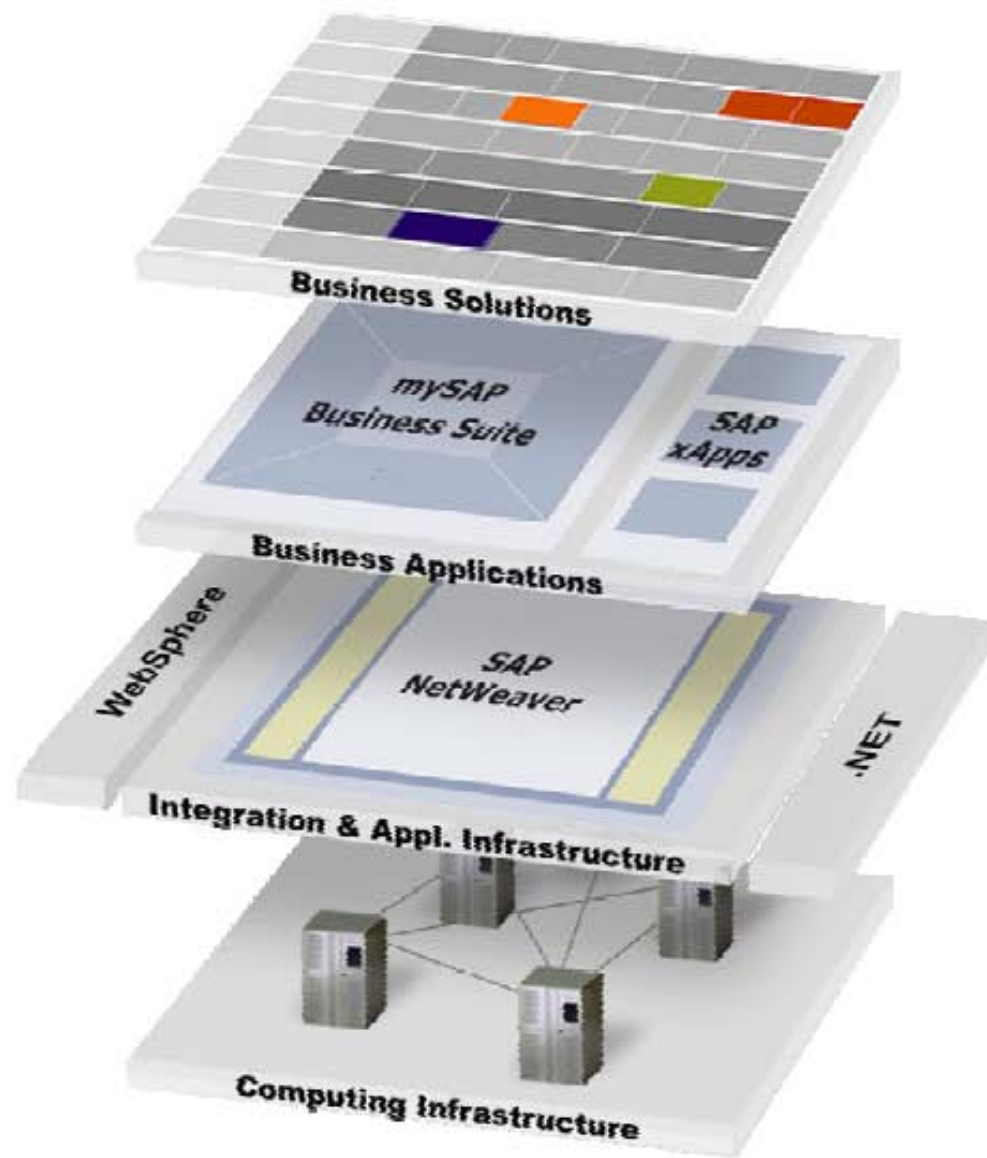 Business Solutions
mySAP
Business Suite
SAP
xApps
Business Applications
WebSphere
SAP
NetWeaver
.NET
Integration & Appl. Infrastructure
Computing Infrastructure